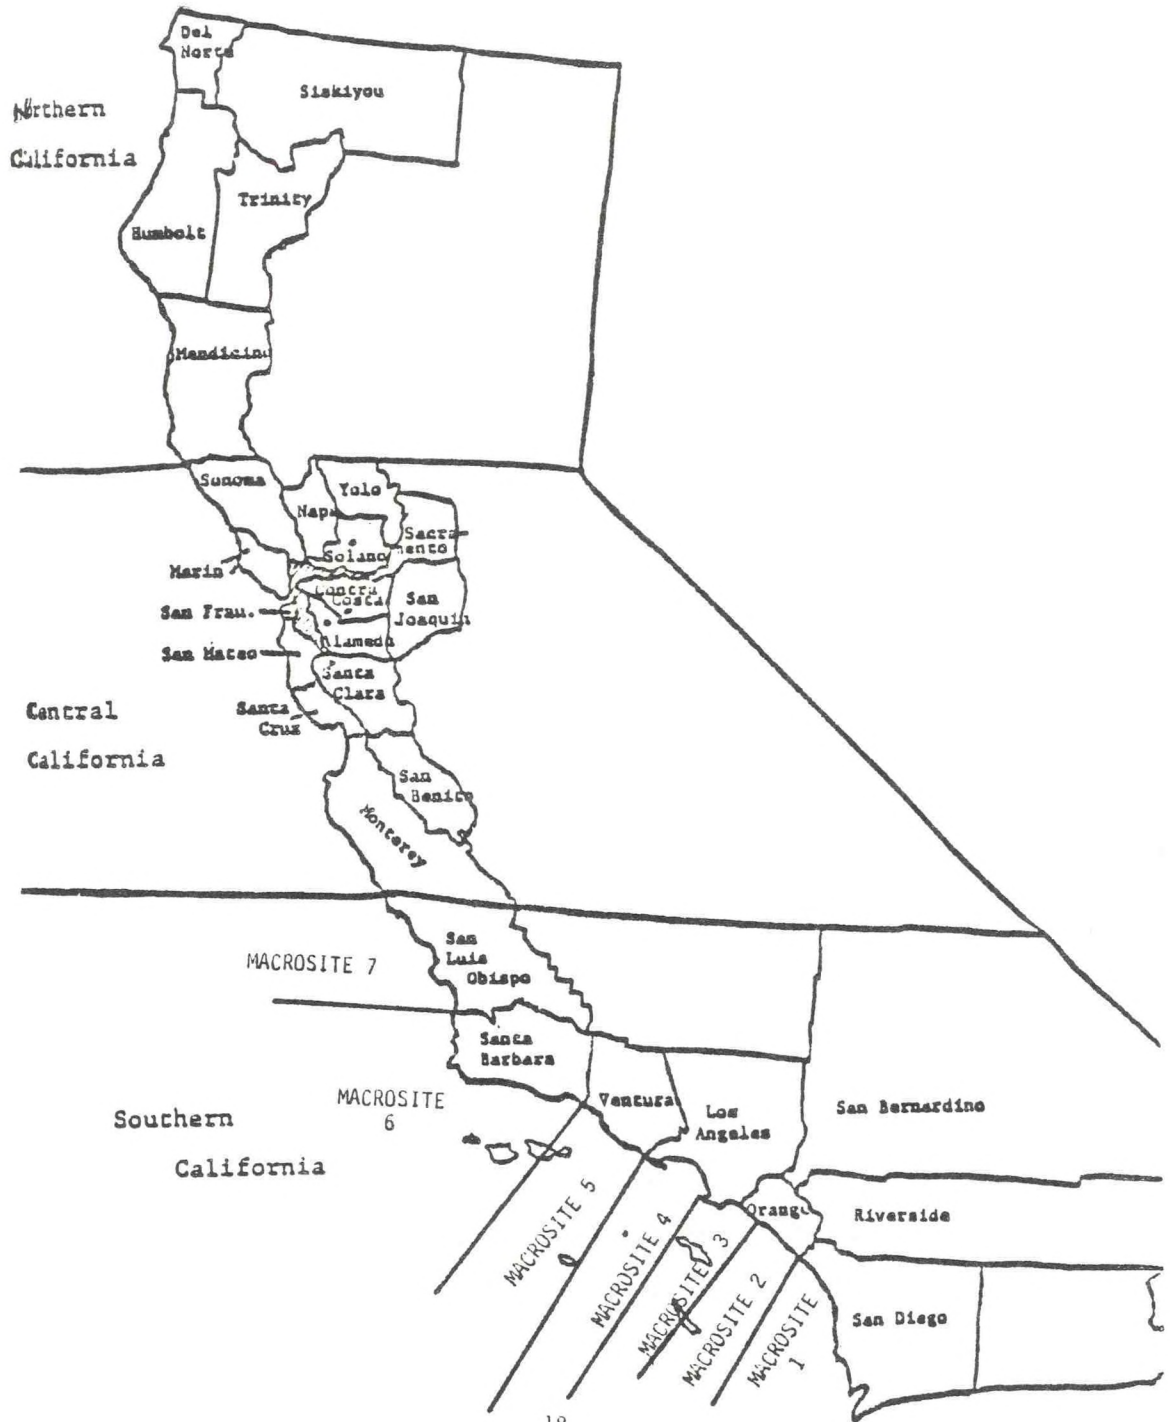 Del
Norte
Siskiyou
Northern
California
Trinity
Humbolt
Mendicino
Sonoma
Yolo
Napa
Sacra-
mento
Solano
Marin
Contra
Costa
San
Joaquin
San Fran.
Alameda
San Mateo
Santa
Clara
Santa
Cruz
Central
California
San
Benito
Monterey
San
Luis
Obispo
MACROSITE 7
Santa
Barbara
MACROSITE
6
Ventura
Los
Angeles
San Bernardino
Southern
California
Orange
Riverside
MACROSITE 5
MACROSITE 4
MACROSITE 3
MACROSITE 2
MACROSITE
1
San Diego